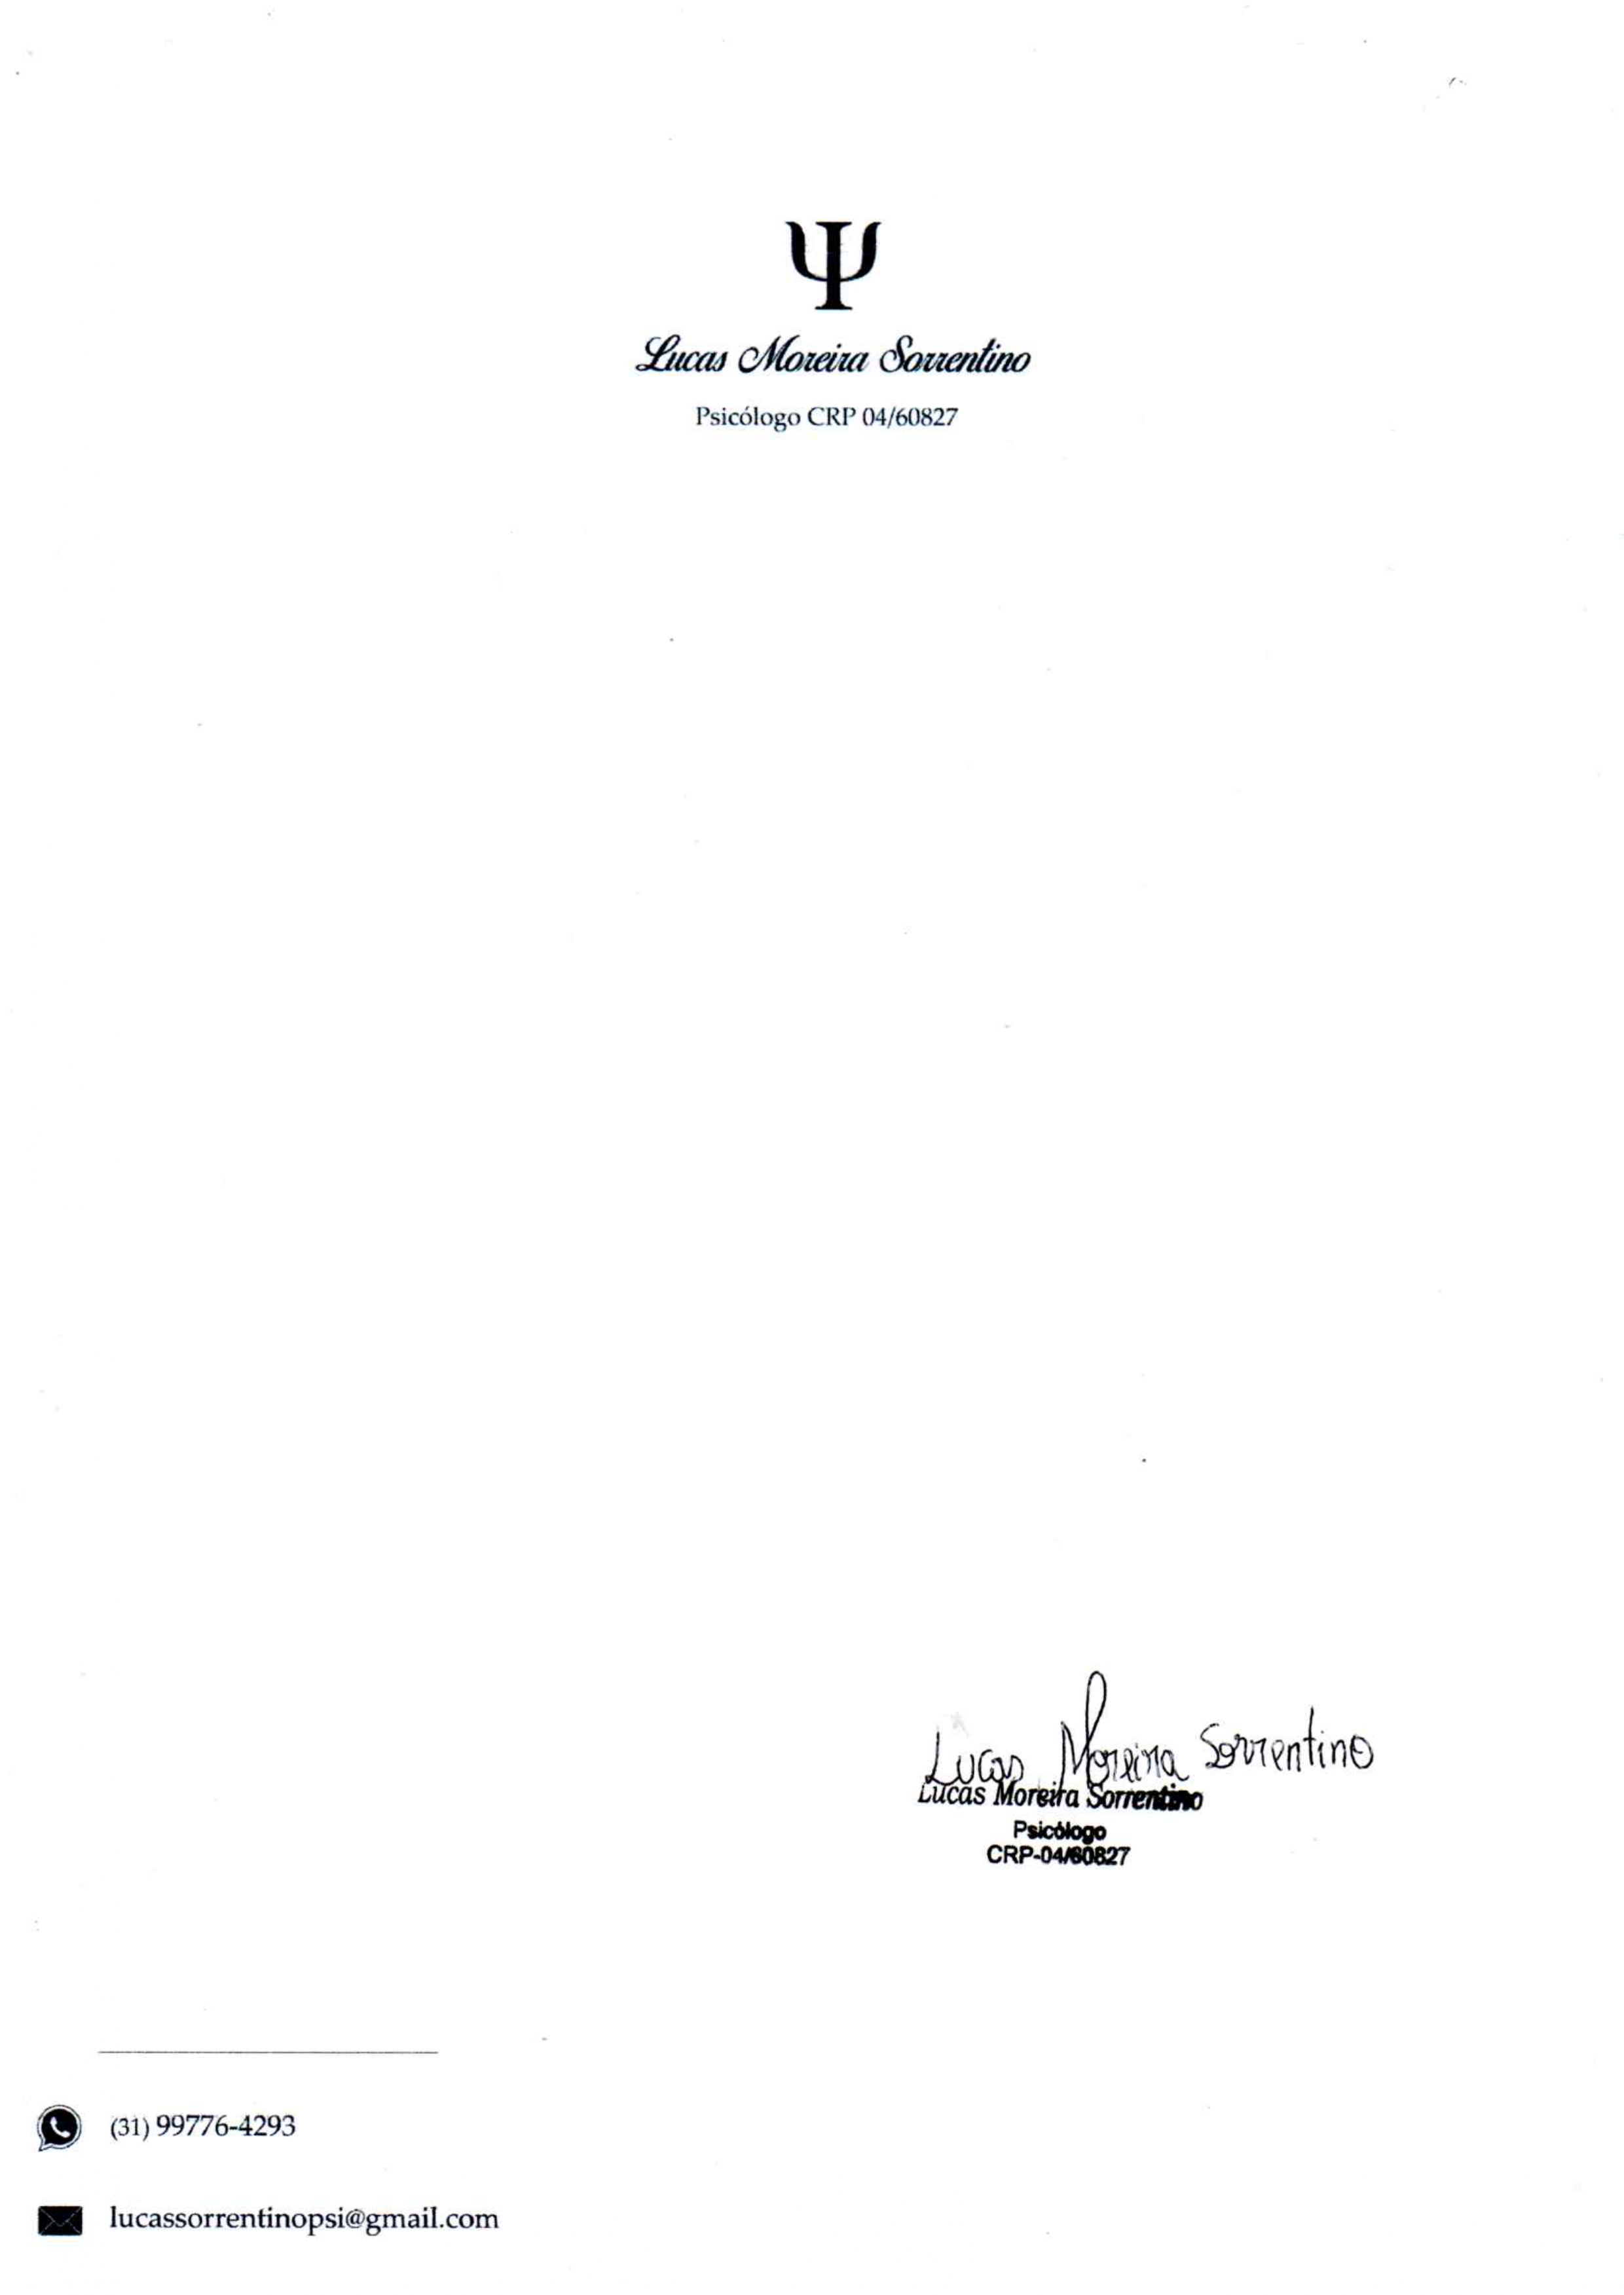 Lucas Moreira Sorrentino
Psicólogo CRP 04/60827
Lucas Moreira Sorrentino
Lucas Moreira Sorrentino
Psicólogo
CRP-04/60827
(31) 99776-4293
lucassorrentinopsi@gmail.com